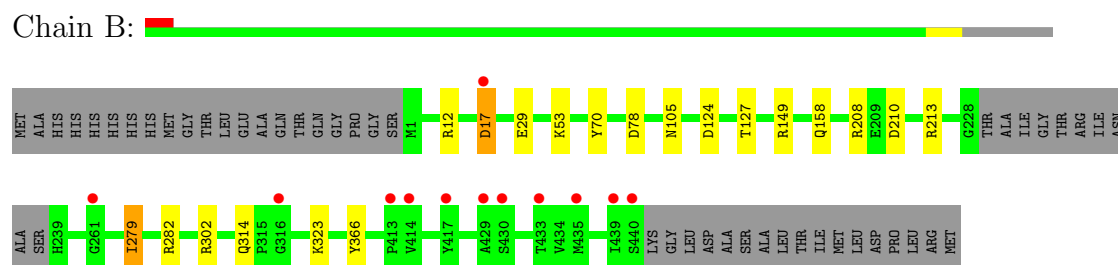 Chain B:
MET ALA HIS HIS HIS HIS HIS HIS MET GLY THR LEU GLU ALA GLN THR GLN GLY PRO GLY SER M1 R12 D17 E29 K53 Y70 D78 N105 D124 T127 R149 Q158 R208 E209 D210 R213 G228 THR ALA ILE GLY THR ARG ILE ASN
ALA SER H239 G261 I279 R282 R302 Q314 P315 G316 K323 Y366 P413 V414 Y417 A429 S430 T433 V434 M435 I439 S440 LYS GLY LEU ASP ALA SER ALA LEU THR ILE MET LEU ASP PRO LEU ARG MET